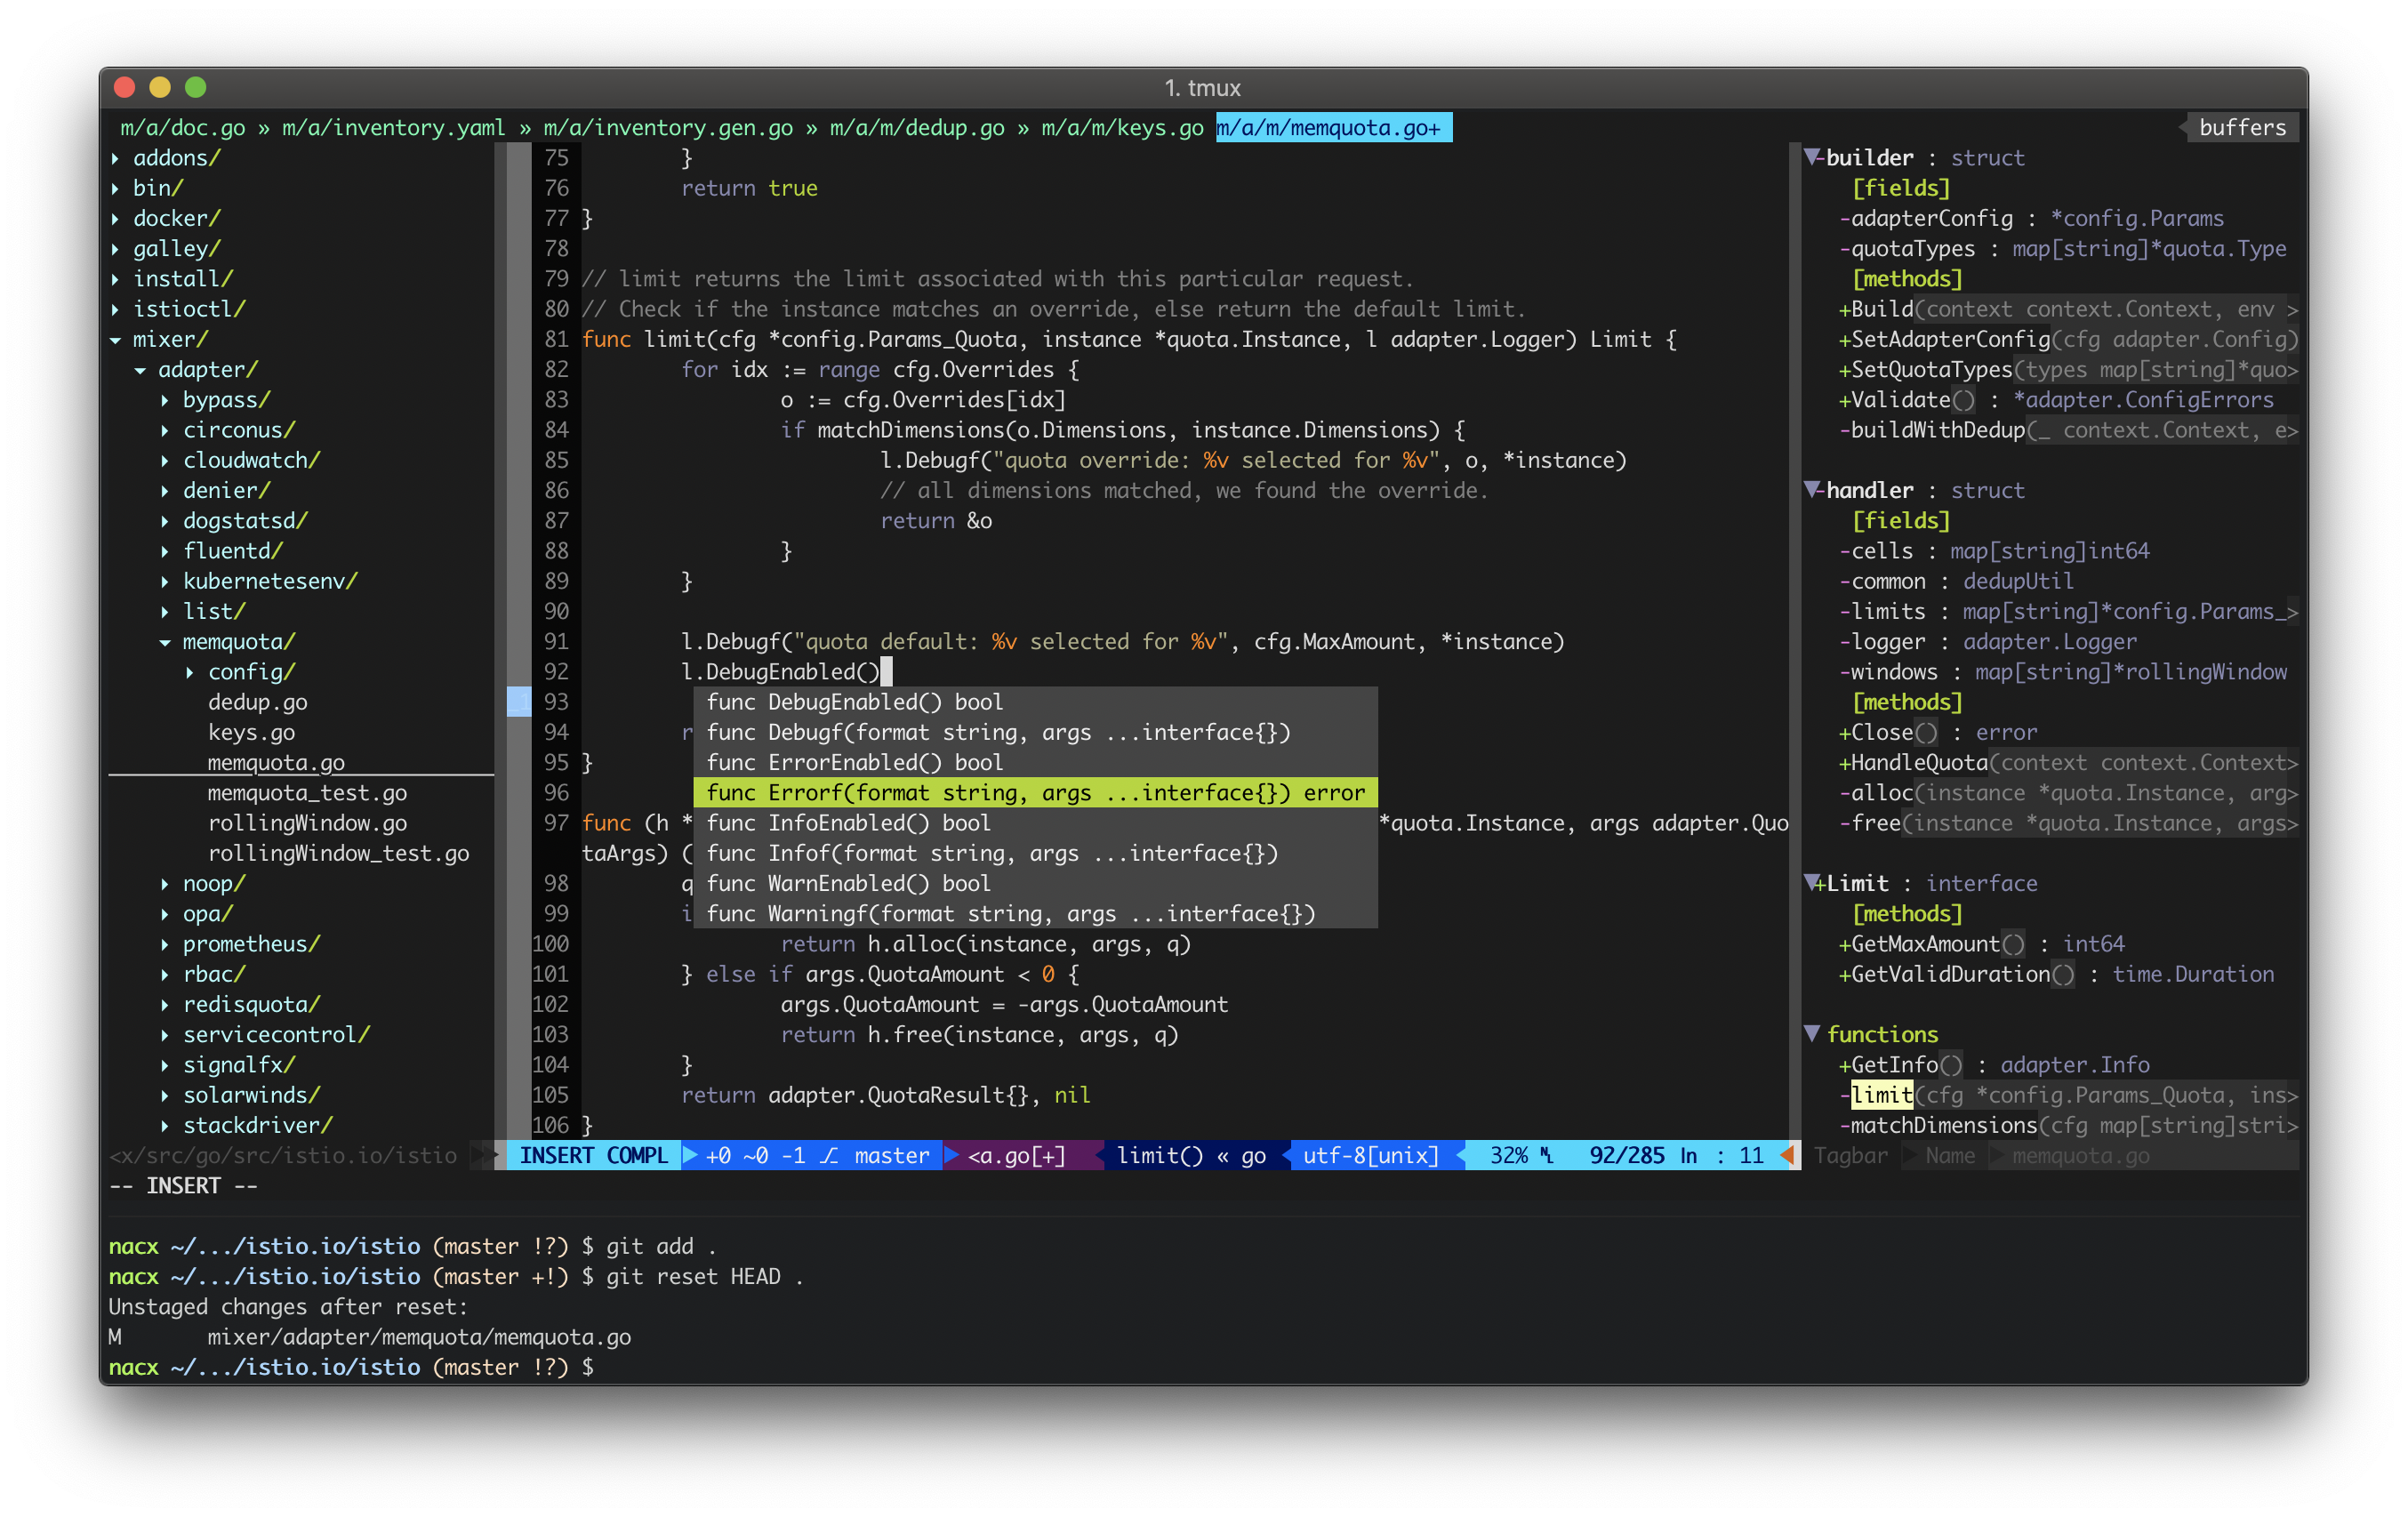 1. tmux
m/a/doc.go » m/a/inventory.yaml » m/a/inventory.gen.go » m/a/m/dedup.go » m/a/m/keys.go m/a/m/memquota.go+ buffers
▸ addons/
▸ bin/
▸ docker/
▸ galley/
▸ install/
▸ istioctl/
▾ mixer/
▾ adapter/
▸ bypass/
▸ circonus/
▸ cloudwatch/
▸ denier/
▸ dogstatsd/
▸ fluentd/
▸ kubernetesenv/
▸ list/
▾ memquota/
▸ config/
dedup.go
keys.go
memquota.go
memquota_test.go
rollingWindow.go
rollingWindow_test.go
▸ noop/
▸ opa/
▸ prometheus/
▸ rbac/
▸ redisquota/
▸ servicecontrol/
▸ signalfx/
▸ solarwinds/
▸ stackdriver/
<x/src/go/src/istio.io/istio
75 }
76 return true
77 }
78
79 // limit returns the limit associated with this particular request.
80 // Check if the instance matches an override, else return the default limit.
81 func limit(cfg *config.Params_Quota, instance *quota.Instance, l adapter.Logger) Limit {
82 for idx := range cfg.Overrides {
83 o := cfg.Overrides[idx]
84 if matchDimensions(o.Dimensions, instance.Dimensions) {
85 l.Debugf("quota override: %v selected for %v", o, *instance)
86 // all dimensions matched, we found the override.
87 return &o
88 }
89 }
90
91 l.Debugf("quota default: %v selected for %v", cfg.MaxAmount, *instance)
92 l.DebugEnabled()
93 func DebugEnabled() bool
94 r func Debugf(format string, args ...interface{})
95 } func ErrorEnabled() bool
96 func Errorf(format string, args ...interface{}) error
97 func (h * func InfoEnabled() bool *quota.Instance, args adapter.Quo
taArgs) ( func Infof(format string, args ...interface{})
98 q func WarnEnabled() bool
99 i func Warningf(format string, args ...interface{})
100 return h.alloc(instance, args, q)
101 } else if args.QuotaAmount < 0 {
102 args.QuotaAmount = -args.QuotaAmount
103 return h.free(instance, args, q)
104 }
105 return adapter.QuotaResult{}, nil
106 }
INSERT COMPL +0 ~0 -1 master <a.go[+] limit() « go utf-8[unix] 32% 92/285 ln : 11
▼-builder : struct
[fields]
-adapterConfig : *config.Params
-quotaTypes : map[string]*quota.Type
[methods]
+Build(context context.Context, env >
+SetAdapterConfig(cfg adapter.Config)
+SetQuotaTypes(types map[string]*quo>
+Validate() : *adapter.ConfigErrors
-buildWithDedup(_ context.Context, e>
▼-handler : struct
[fields]
-cells : map[string]int64
-common : dedupUtil
-limits : map[string]*config.Params_>
-logger : adapter.Logger
-windows : map[string]*rollingWindow
[methods]
+Close() : error
+HandleQuota(context context.Context>
-alloc(instance *quota.Instance, arg>
-free(instance *quota.Instance, args>
▼+Limit : interface
[methods]
+GetMaxAmount() : int64
+GetValidDuration() : time.Duration
▼ functions
+GetInfo() : adapter.Info
-limit(cfg *config.Params_Quota, ins>
-matchDimensions(cfg map[string]stri>
Tagbar Name memquota.go
-- INSERT --
nacx ~/.../istio.io/istio (master !?) $ git add .
nacx ~/.../istio.io/istio (master +!) $ git reset HEAD .
Unstaged changes after reset:
M mixer/adapter/memquota/memquota.go
nacx ~/.../istio.io/istio (master !?) $